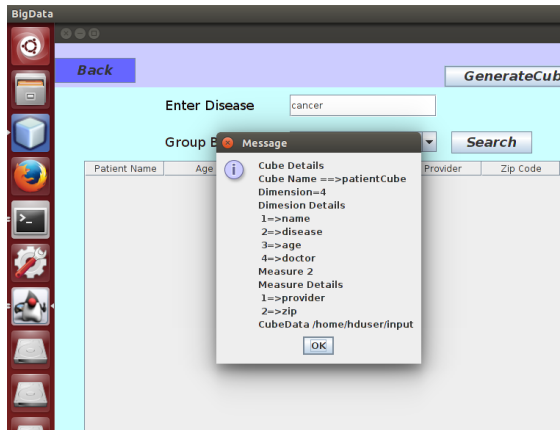 BigData
Back
GenerateCub
Enter Disease
cancer
Group B
Search
Patient Name
Age
Provider
Zip Code
Message
Cube Details
Cube Name ==>patientCube
Dimension=4
Dimesion Details
1=>name
2=>disease
3=>age
4=>doctor
Measure 2
Measure Details
1=>provider
2=>zip
CubeData /home/hduser/input
OK